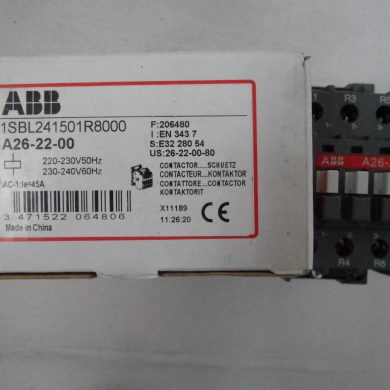 ABB
1SBL241501R8000
A26-22-00
220-230V50Hz
230-240V60Hz
AC-1:Ie=45A
3 471522 064806
Made in China
F:206480
I:EN 343 7
S:E32 280 54
US:26-22-00-80
CONTACTOR.....SCHUETZ
CONTACTEUR...KONTAKTOR
CONTATTORE...CONTACTOR
KONTAKTORIT
X11189
11:26:20
R3
ABB
A26
R4
R6